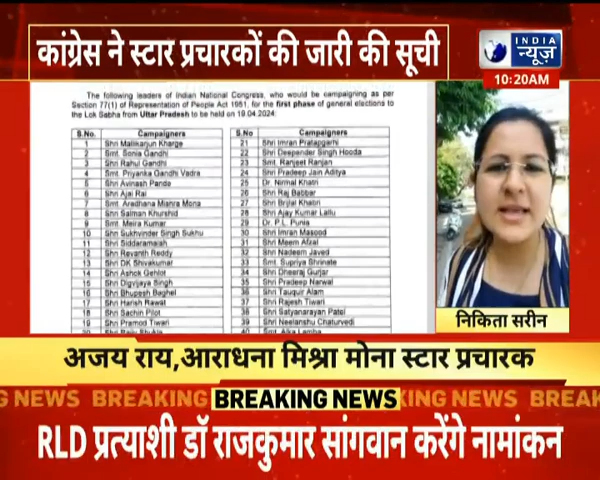 कांग्रेस ने स्टार प्रचारकों की जारी की सूची
INDIA
न्यूज़
10:20AM
The following leaders of Indian National Congress, who would be campaigning as per
Section 77(1) of Representation of People Act 1951, for the first phase of general elections to
the Lok Sabha from Uttar Pradesh to be held on 19.04.2024:
S.No. Campaigners
1 Shri Mallikarjun Kharge
2 Smt. Sonia Gandhi
3 Shri Rahul Gandhi
4 Smt. Priyanka Gandhi Vadra
5 Shri Avinash Pande
6 Shri Ajai Rai
7 Smt. Aradhana Mishra Mona
8 Shri Salman Khurshid
9 Smt. Meira Kumar
10 Shri Sukhvinder Singh Sukhu
11 Shri Siddaramaiah
12 Shri Revanth Reddy
13 Shri DK Shivakumar
14 Shri Ashok Gehlot
15 Shri Digvijaya Singh
16 Shri Bhupesh Baghel
17 Shri Harish Rawat
18 Shri Sachin Pilot
19 Shri Pramod Tiwari
S.No Campaigners
21 Shri Imran Pratapgarhi
22 Shri Deepender Singh Hooda
23 Smt. Ranjeet Ranjan
24 Shri Pradeep Jain Aditya
25 Dr. Nirmal Khatri
26 Shri Raj Babbar
27 Shri Brijlal Khatri
28 Shri Ajay Kumar Lallu
29 Dr. P.L. Punia
30 Shri Imran Masood
31 Shri Meem Afzal
32 Shri Nadeem Javed
33 Smt. Supriya Shrinate
34 Shri Dheeraj Gurjar
35 Shri Pradeep Narwal
36 Shri Tauquir Alam
37 Shri Rajesh Tiwari
38 Shri Satyanarayan Patel
39 Shri Neelanshu Chaturvedi
40 Smt. Alka Lamba
निकिता सरीन
अजय राय,आराधना मिश्रा मोना स्टार प्रचारक
NG NEWS BREAKING BREAKING NEWS KING NEWS BREA
RLD प्रत्याशी डॉ राजकुमार सांगवान करेंगे नामांकन